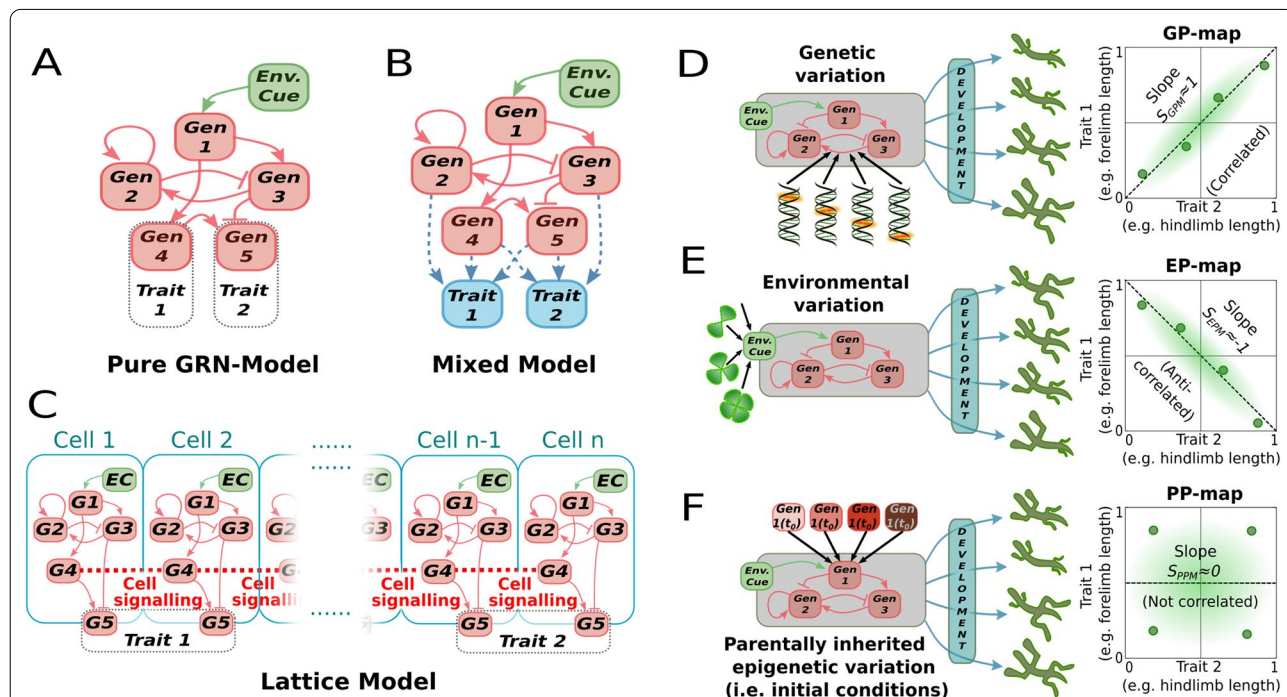 A
Env.
Cue
Gen
1
Gen
2
Gen
3
Gen
4
Gen
5
Trait
1
Trait
2
Pure GRN-Model
B
Env.
Cue
Gen
1
Gen
2
Gen
3
Gen
4
Gen
5
Trait
1
Trait
2
Mixed Model
C
Cell 1
Cell 2
......
......
Cell n-1
Cell n
EC
G1
G2
G3
G4
G5
EC
G1
G2
G3
G4
G5
G2
G4
EC
G3
EC
G1
G2
G3
G4
G5
EC
G1
G2
G3
G4
G5
Cell
signalling
Cell
signalling
......
Cell
signalling
Cell
signalling
Trait 1
Trait 2
Lattice Model
D
Genetic
variation
Env.
Cue
Gen
1
Gen
2
Gen
3
DEVELOPMENT
GP-map
1
Slope
S_GPM≈1
(Correlated)
Trait 1
(e.g. forelimb length)
0
Trait 2
1
(e.g. hindlimb length)
E
Environmental
variation
Env.
Cue
Gen
1
Gen
2
Gen
3
DEVELOPMENT
EP-map
1
Slope
S_EPM≈-1
(Anti-
correlated)
Trait 1
(e.g. forelimb length)
0
Trait 2
1
(e.g. hindlimb length)
F
Gen
1(t₀)
Gen
1(t₀)
Gen
1(t₀)
Gen
1(t₀)
Env.
Cue
Gen
1
Gen
2
Gen
3
DEVELOPMENT
Parentally inherited
epigenetic variation
(i.e. initial conditions)
PP-map
1
Slope
S_PPM≈0
(Not correlated)
Trait 1
(e.g. forelimb length)
0
Trait 2
1
(e.g. hindlimb length)